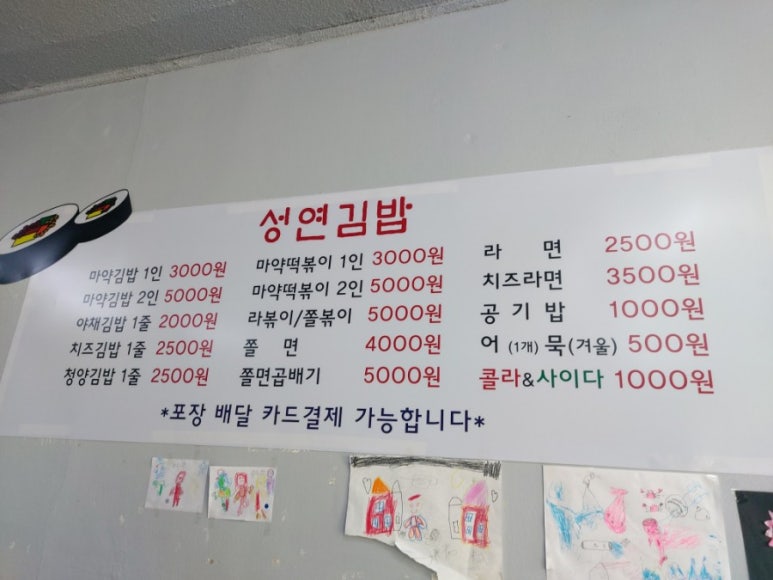 성연김밥
마약김밥 1인 3000원
마약김밥 2인 5000원
야채김밥 1줄 2000원
치즈김밥 1줄 2500원
청양김밥 1줄 2500원
마약떡볶이 1인 3000원
마약떡볶이 2인 5000원
라볶이/쫄볶이 5000원
쫄 면 4000원
쫄면곱배기 5000원
라 면 2500원
치즈라면 3500원
공 기 밥 1000원
어 (1개) 묵(겨울) 500원
콜라&사이다 1000원
*포장 배달 카드결제 가능합니다*